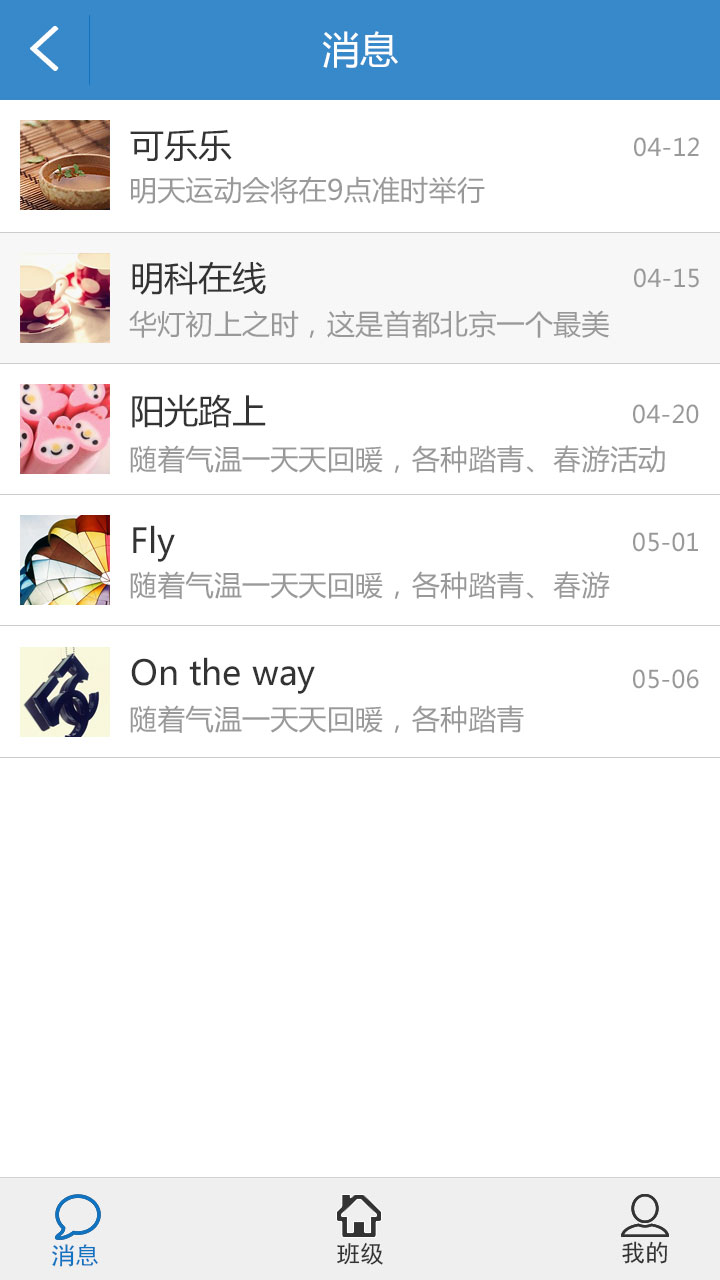 消息
可乐乐
04-12
明天运动会将在9点准时举行
明科在线
04-15
华灯初上之时，这是首都北京一个最美
阳光路上
04-20
随着气温一天天回暖，各种踏青、春游活动
Fly
05-01
随着气温一天天回暖，各种踏青、春游
On the way
05-06
随着气温一天天回暖，各种踏青
消息
班级
我的